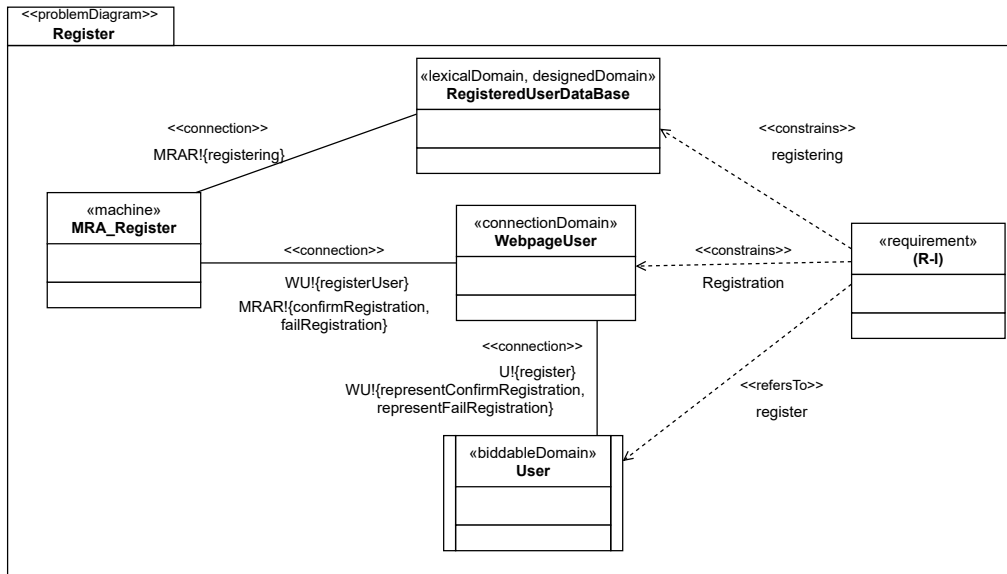 <<problemDiagram>>
Register
«lexicalDomain, designedDomain»
RegisteredUserDataBase
<<connection>>
MRAR!{registering}
<<constrains>>
registering
«machine»
MRA_Register
«connectionDomain»
WebpageUser
«requirement»
(R-I)
<<connection>>
WU!{registerUser}
MRAR!{confirmRegistration,
failRegistration}
<<constrains>>
Registration
<<connection>>
U!{register}
WU!{representConfirmRegistration,
representFailRegistration}
<<refersTo>>
register
«biddableDomain»
User